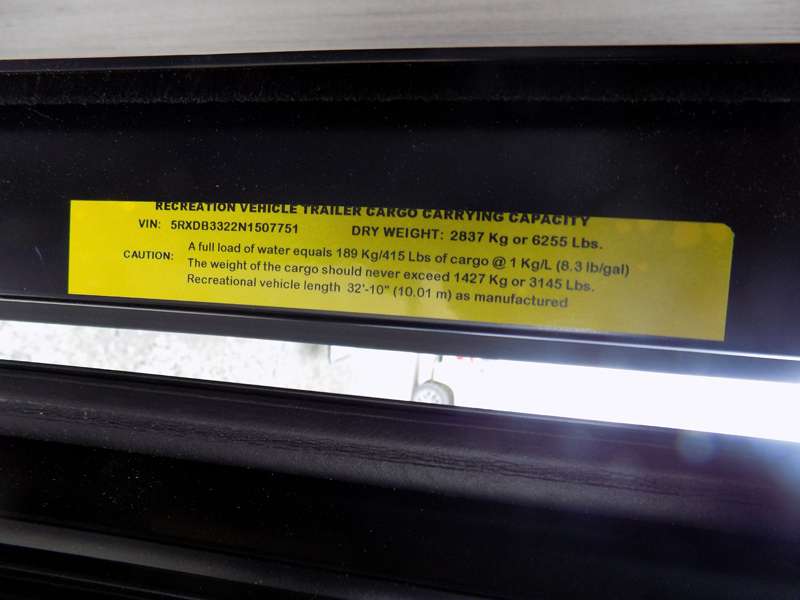 RECREATION VEHICLE TRAILER CARGO CARRYING CAPACITY
VIN: 5RXDB3322N1507751 DRY WEIGHT: 2837 Kg or 6255 Lbs.
CAUTION: A full load of water equals 189 Kg/415 Lbs of cargo @ 1 Kg/L (8.3 lb/gal)
The weight of the cargo should never exceed 1427 Kg or 3145 Lbs.
Recreational vehicle length 32'-10" (10.01 m) as manufactured